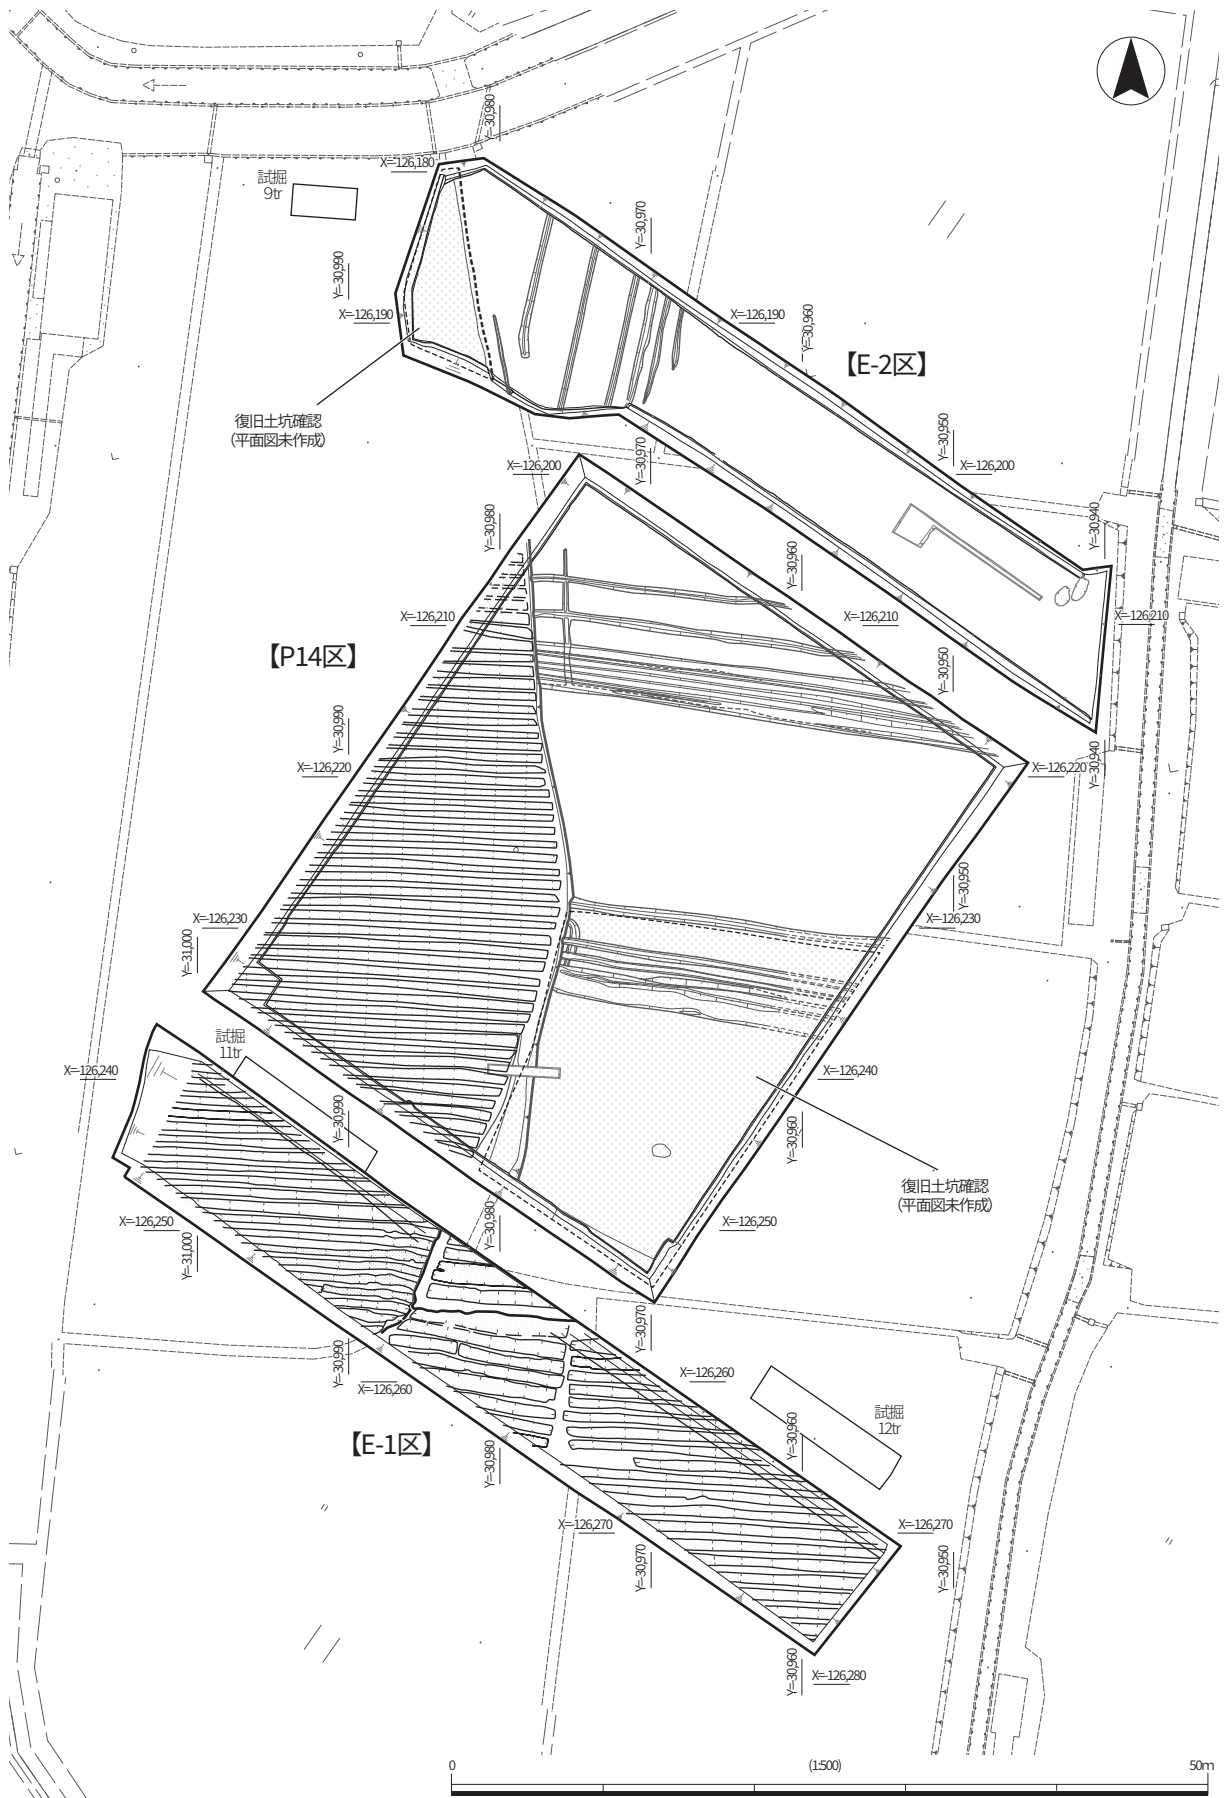 Y=-30,980
X=-126,180
試掘
9tr
Y=-30,970
Y=-30,990
X=-126,190
X=-126,190
Y=-30,960
【E-2区】
復旧土坑確認
(平面図未作成)
Y=-30,950
Y=-30,970
X=-126,200
X=-126,200
Y=-30,980
Y=-30,940
Y=-30,960
X=-126,210
X=-126,210
X=-126,210
【P14区】
Y=-30,950
Y=-30,990
X=-126,220
X=-126,220
Y=-30,940
Y=-30,950
X=-126,230
X=-126,230
Y=-31,000
試掘
11tr
X=-126,240
X=-126,240
Y=-30,990
Y=-30,960
復旧土坑確認
(平面図未作成)
X=-126,250
X=-126,250
Y=-30,980
Y=-31,000
Y=-30,970
Y=-30,990
X=-126,260
X=-126,260
試掘
12tr
Y=-30,960
【E-1区】
Y=-30,980
X=-126,270
X=-126,270
Y=-30,970
Y=-30,950
Y=-30,960
X=-126,280
0
(1:500)
50m